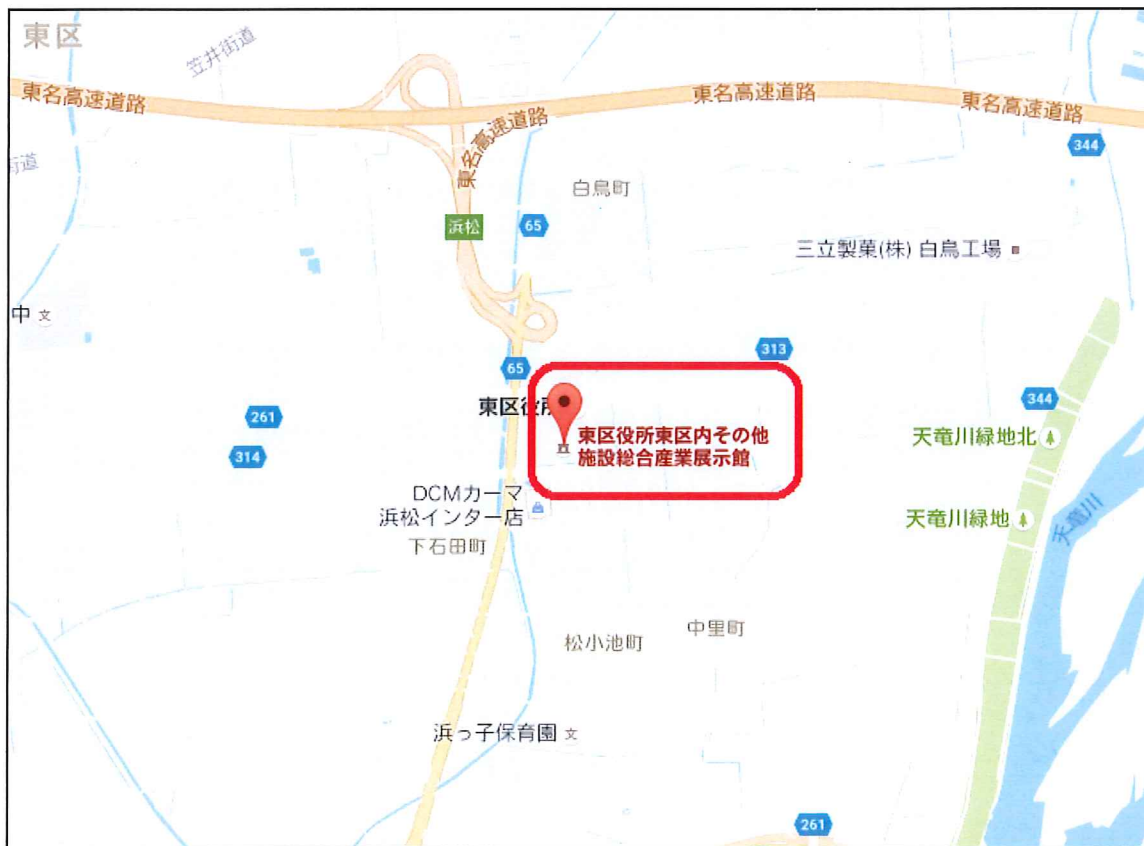 東区
笠井街道
東名高速道路
東名高速道路
東名高速道路
344
東名高速道路
街道
白鳥町
浜松
65
三立製菓(株) 白鳥工場
中
文
313
65
344
261
東区役所
東区役所東区内その他
施設総合産業展示館
天竜川緑地北
314
DCMカーマ
浜松インター店
天竜川緑地
天竜川
下石田町
松小池町
中里町
浜っ子保育園
文
261